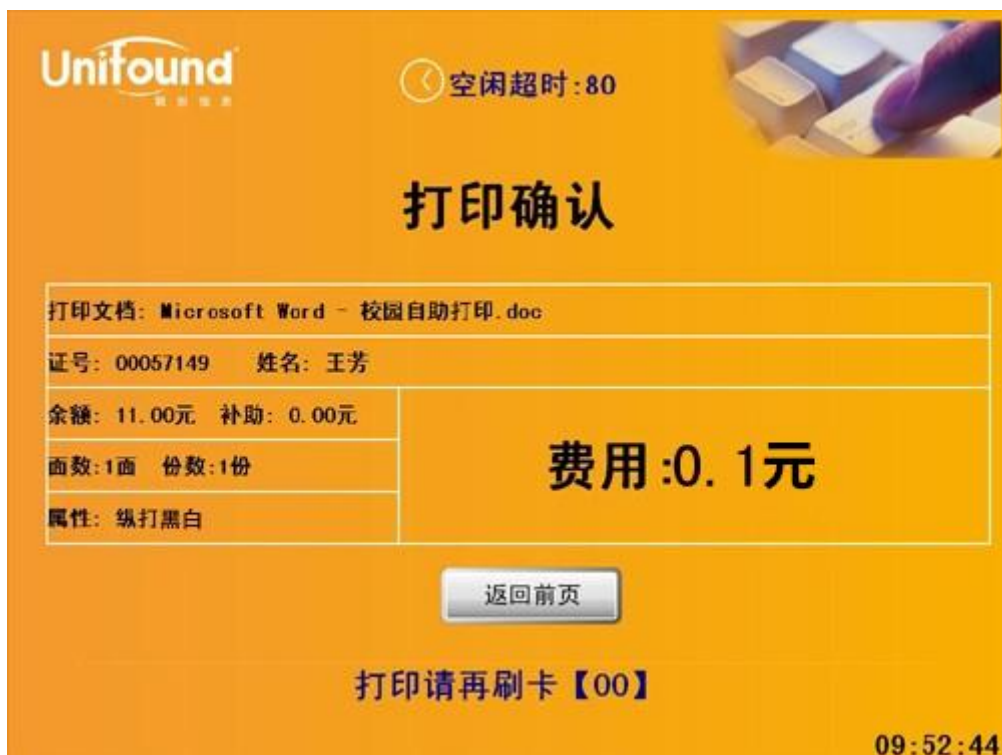 Unifound
空闲超时:80
打印确认
打印文档: Microsoft Word - 校园自助打印.doc
证号: 00057149 姓名: 王芳
余额: 11.00元 补助: 0.00元
面数:1面 份数:1份
费用:0.1元
属性: 纵打黑白
返回前页
打印请再刷卡【00】
09:52:44